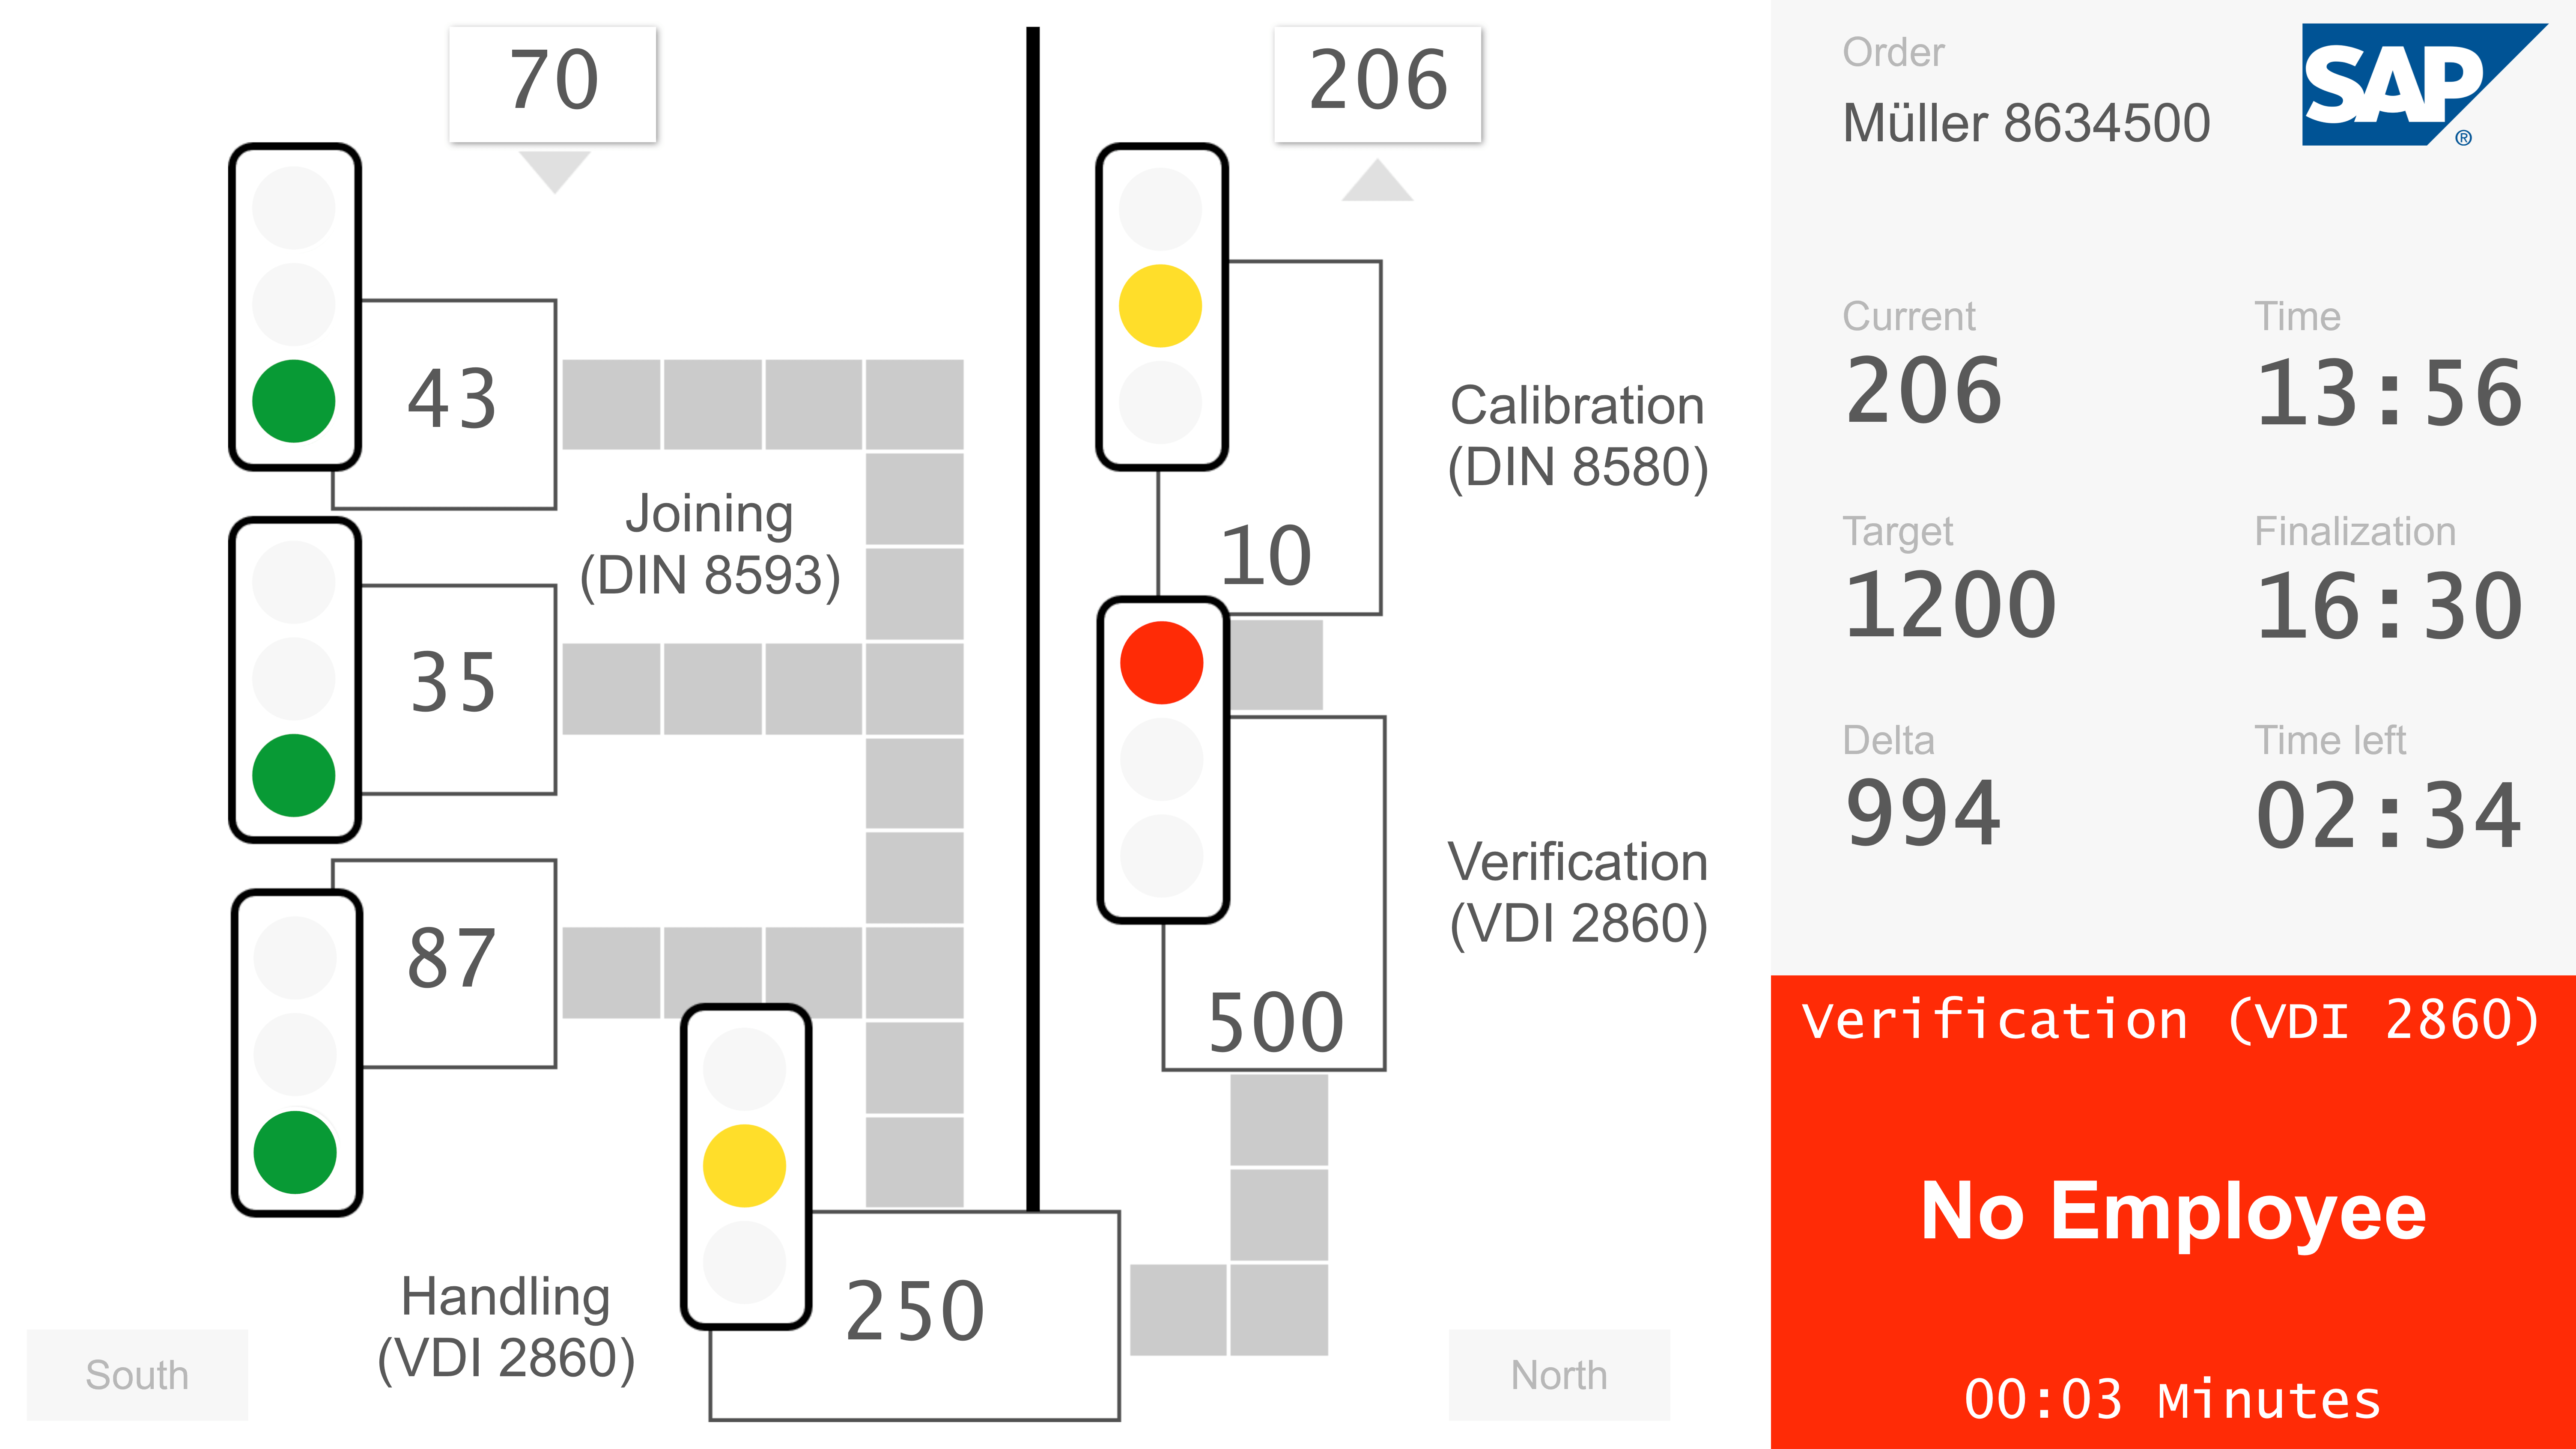 70
43
Joining
(DIN 8593)
35
87
Handling
(VDI 2860)
250
South
206
Calibration
(DIN 8580)
10
Verification
(VDI 2860)
500
North
Order
Müller 8634500
SAP
®
Current
206
Time
13:56
Target
1200
Finalization
16:30
Delta
994
Time left
02:34
Verification (VDI 2860)
No Employee
00:03 Minutes